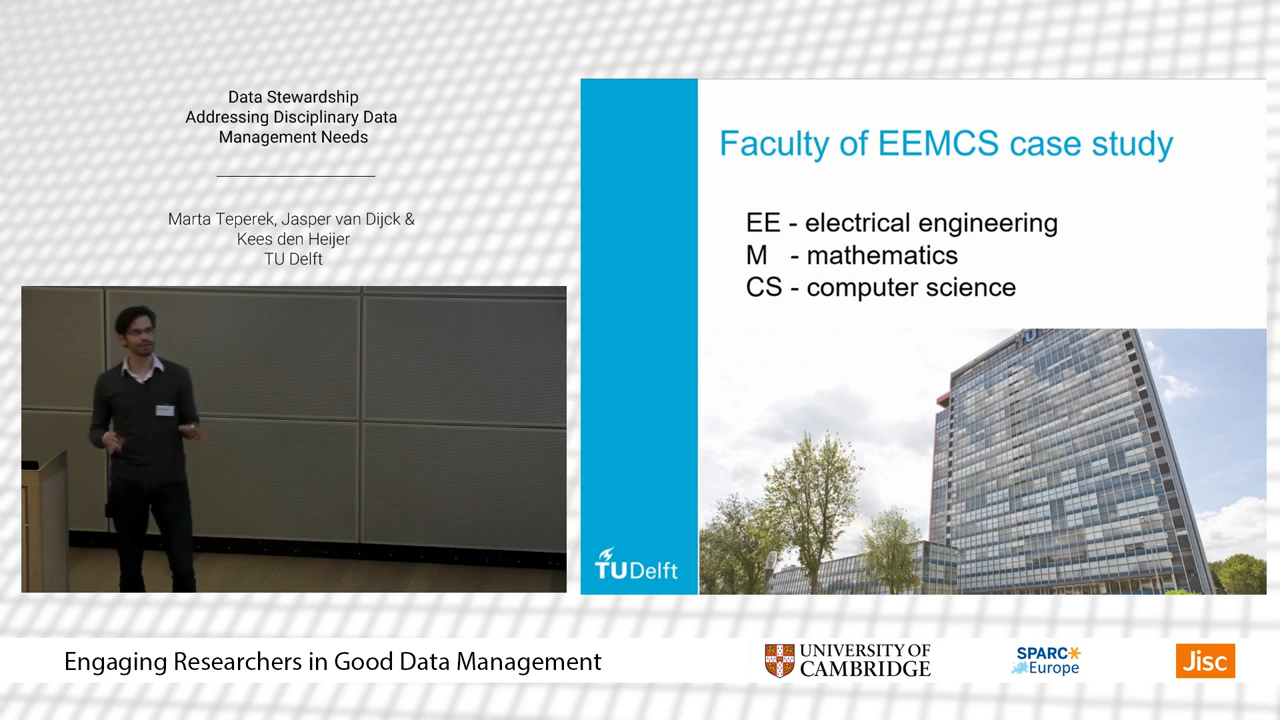 Data Stewardship
Addressing Disciplinary Data
Management Needs
Marta Teperek, Jasper van Dijck &
Kees den Heijer
TU Delft
Faculty of EEMCS case study
EE - electrical engineering
M - mathematics
CS - computer science
TUDelft
Engaging Researchers in Good Data Management
UNIVERSITY OF
CAMBRIDGE
SPARC
Europe
Jisc